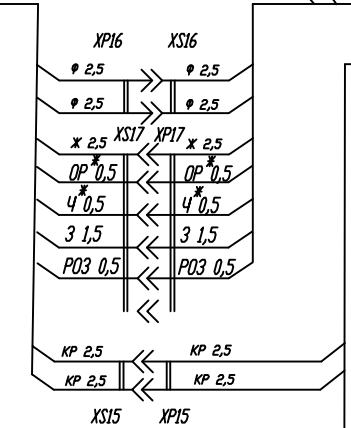 XP16 XS16
Ф 2,5 Ф 2,5
Ф 2,5 Ф 2,5
XS17 XP17
Ж 2,5 Ж 2,5
ОР* 0,5 ОР* 0,5
Ч* 0,5 Ч* 0,5
З 1,5 З 1,5
РОЗ 0,5 РОЗ 0,5
КР 2,5 КР 2,5
КР 2,5 КР 2,5
XS15 XP15